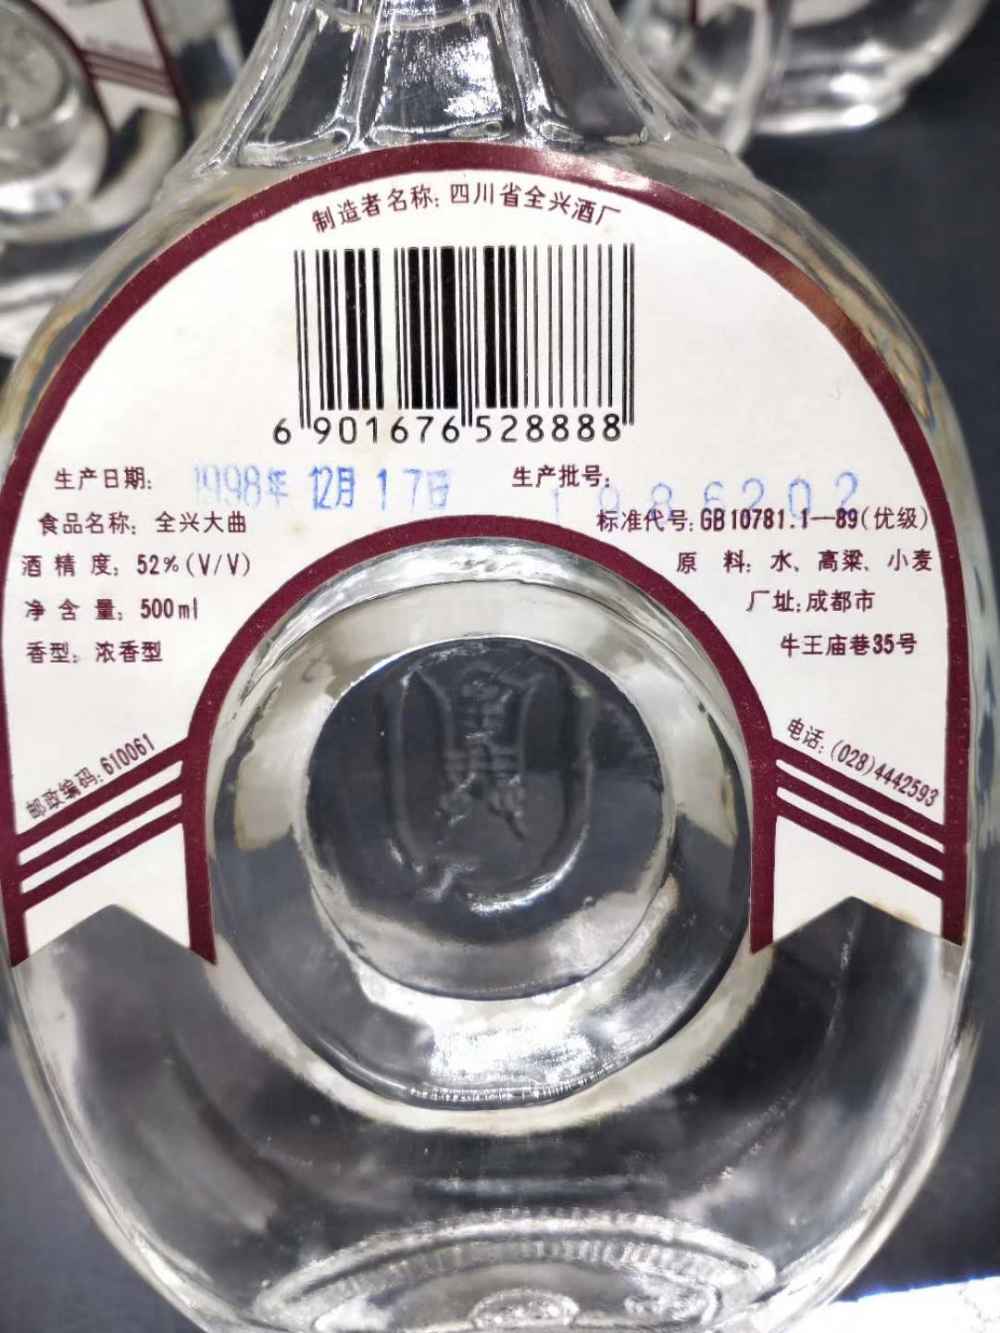 制造者名称：四川省全兴酒厂
6 901676 528888
生产日期： 1998年 12月 17日
生产批号： 1986202
食品名称：全兴大曲
标准代号：GB10781.1—89(优级)
酒精度：52%(V/V)
原 料：水、高粱、小麦
净含量：500ml
厂址：成都市
香型：浓香型
牛王庙巷35号
邮政编码：610061
电话：(028)4442593